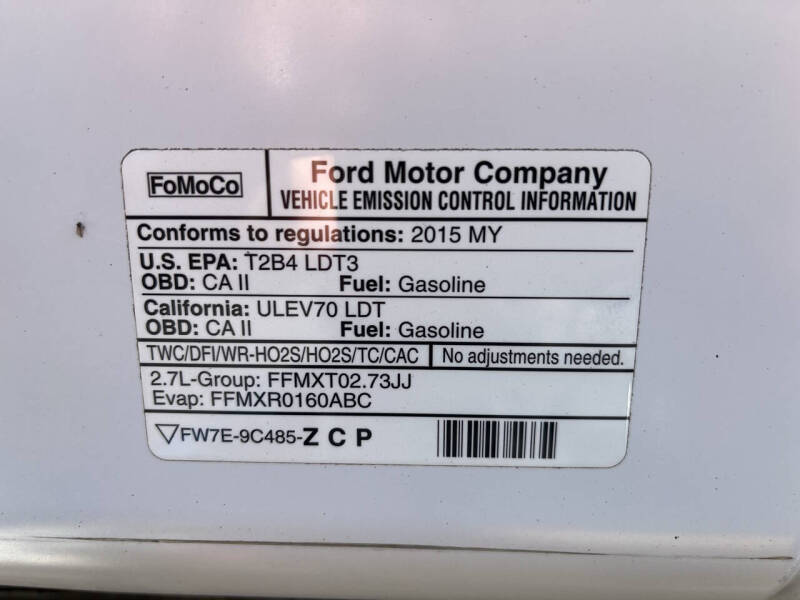 FoMoCo
Ford Motor Company
VEHICLE EMISSION CONTROL INFORMATION
Conforms to regulations: 2015 MY
U.S. EPA: T2B4 LDT3
OBD: CA II Fuel: Gasoline
California: ULEV70 LDT
OBD: CA II Fuel: Gasoline
TWC/DFI/WR-HO2S/HO2S/TC/CAC No adjustments needed.
2.7L-Group: FFMXT02.73JJ
Evap: FFMXR0160ABC
FW7E-9C485-Z C P